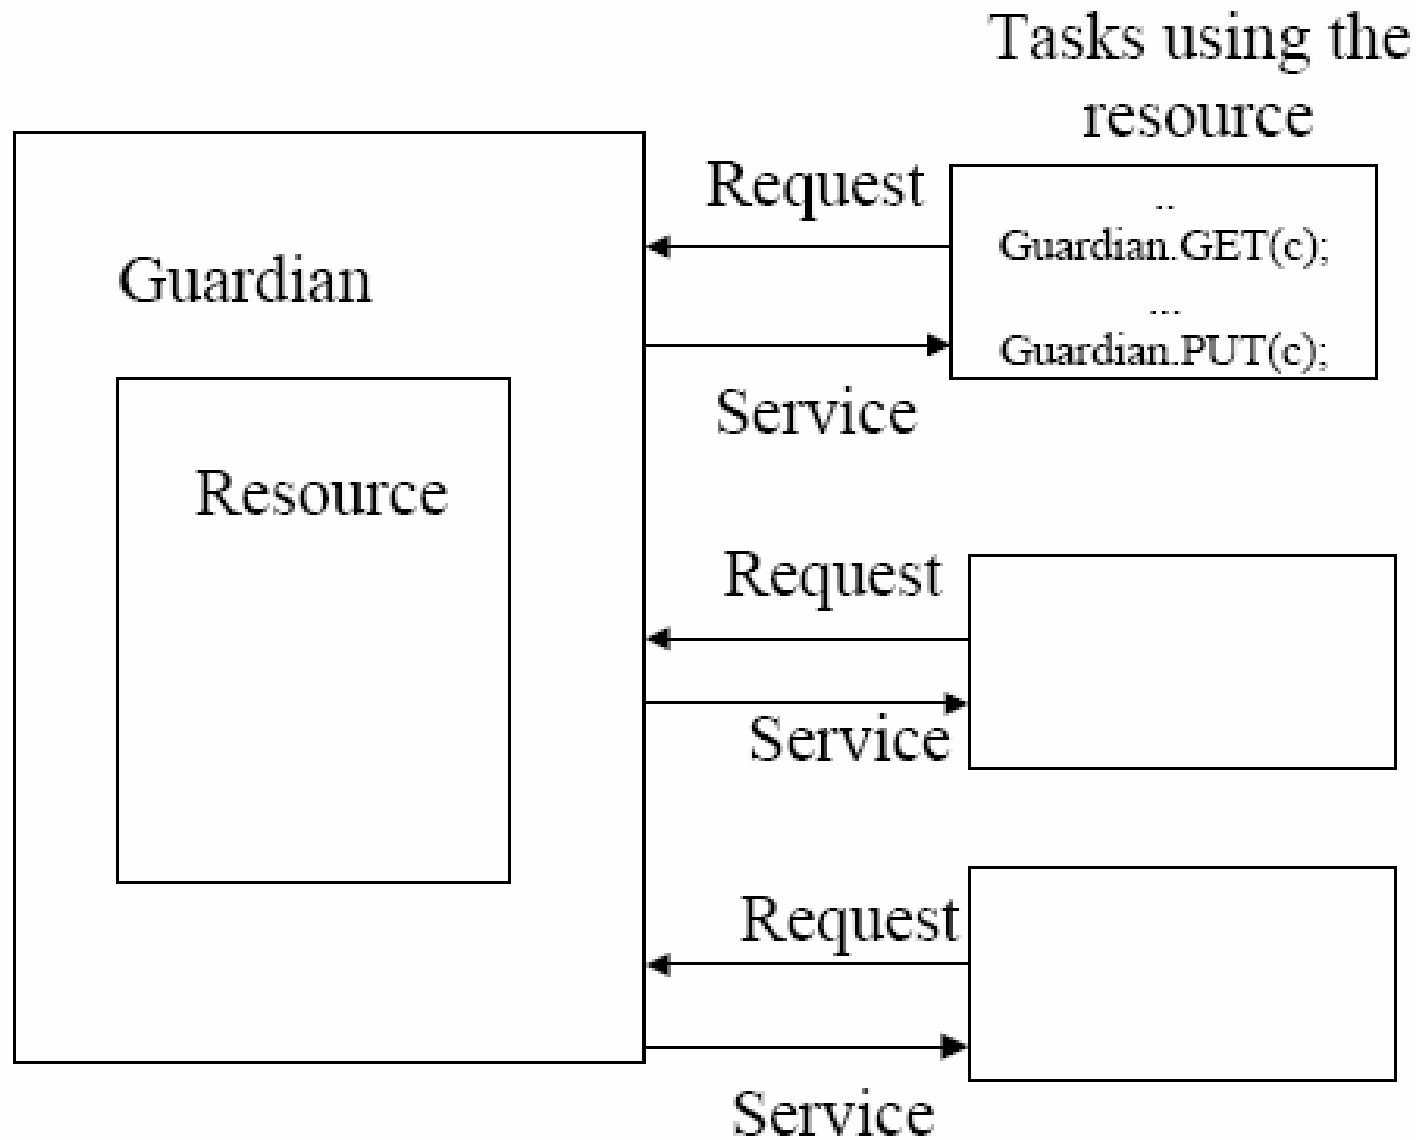 Tasks using the
resource
Request
..
Guardian.GET(c);
Guardian
...
Guardian.PUT(c);
Service
Resource
Request
Service
Request
Service